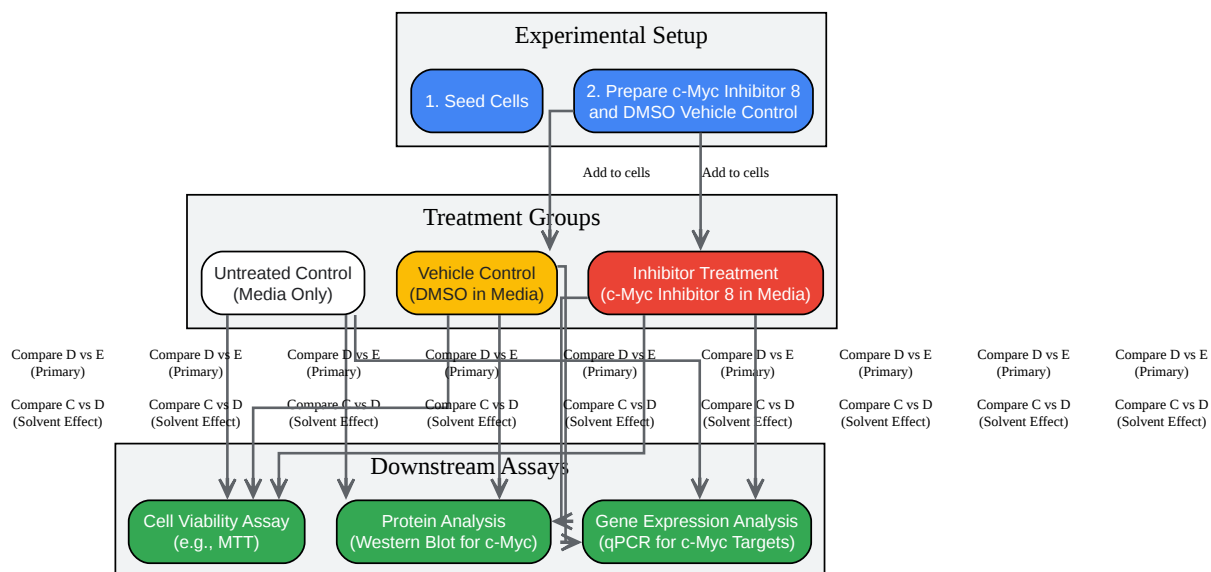 Experimental Setup
1. Seed Cells
2. Prepare c-Myc Inhibitor 8
and DMSO Vehicle Control
Add to cells
Add to cells
Treatment Groups
Untreated Control
(Media Only)
Vehicle Control
(DMSO in Media)
Inhibitor Treatment
(c-Myc Inhibitor 8 in Media)
Compare D vs E
(Primary)
Compare D vs E
(Primary)
Compare D vs E
(Primary)
Compare D vs E
(Primary)
Compare D vs E
(Primary)
Compare D vs E
(Primary)
Compare D vs E
(Primary)
Compare D vs E
(Primary)
Compare D vs E
(Primary)
Compare C vs D
(Solvent Effect)
Compare C vs D
(Solvent Effect)
Compare C vs D
(Solvent Effect)
Compare C vs D
(Solvent Effect)
Compare C vs D
(Solvent Effect)
Compare C vs D
(Solvent Effect)
Compare C vs D
(Solvent Effect)
Compare C vs D
(Solvent Effect)
Compare C vs D
(Solvent Effect)
Downstream Assays
Cell Viability Assay
(e.g., MTT)
Protein Analysis
(Western Blot for c-Myc)
Gene Expression Analysis
(qPCR for c-Myc Targets)